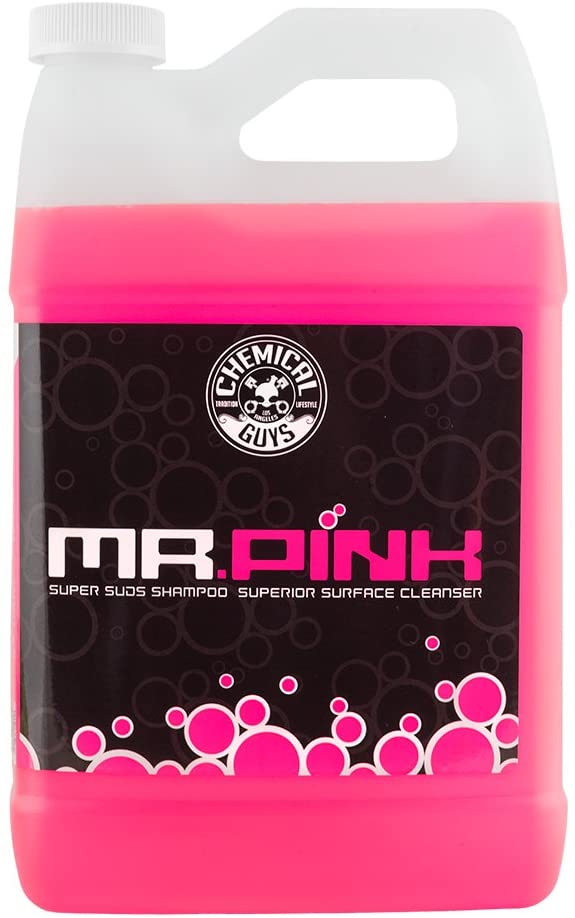 CHEMICAL
TRADITION LOS ANGELES LIFESTYLE
GUYS
MR.PINK
SUPER SUDS SHAMPOO SUPERIOR SURFACE CLEANSER